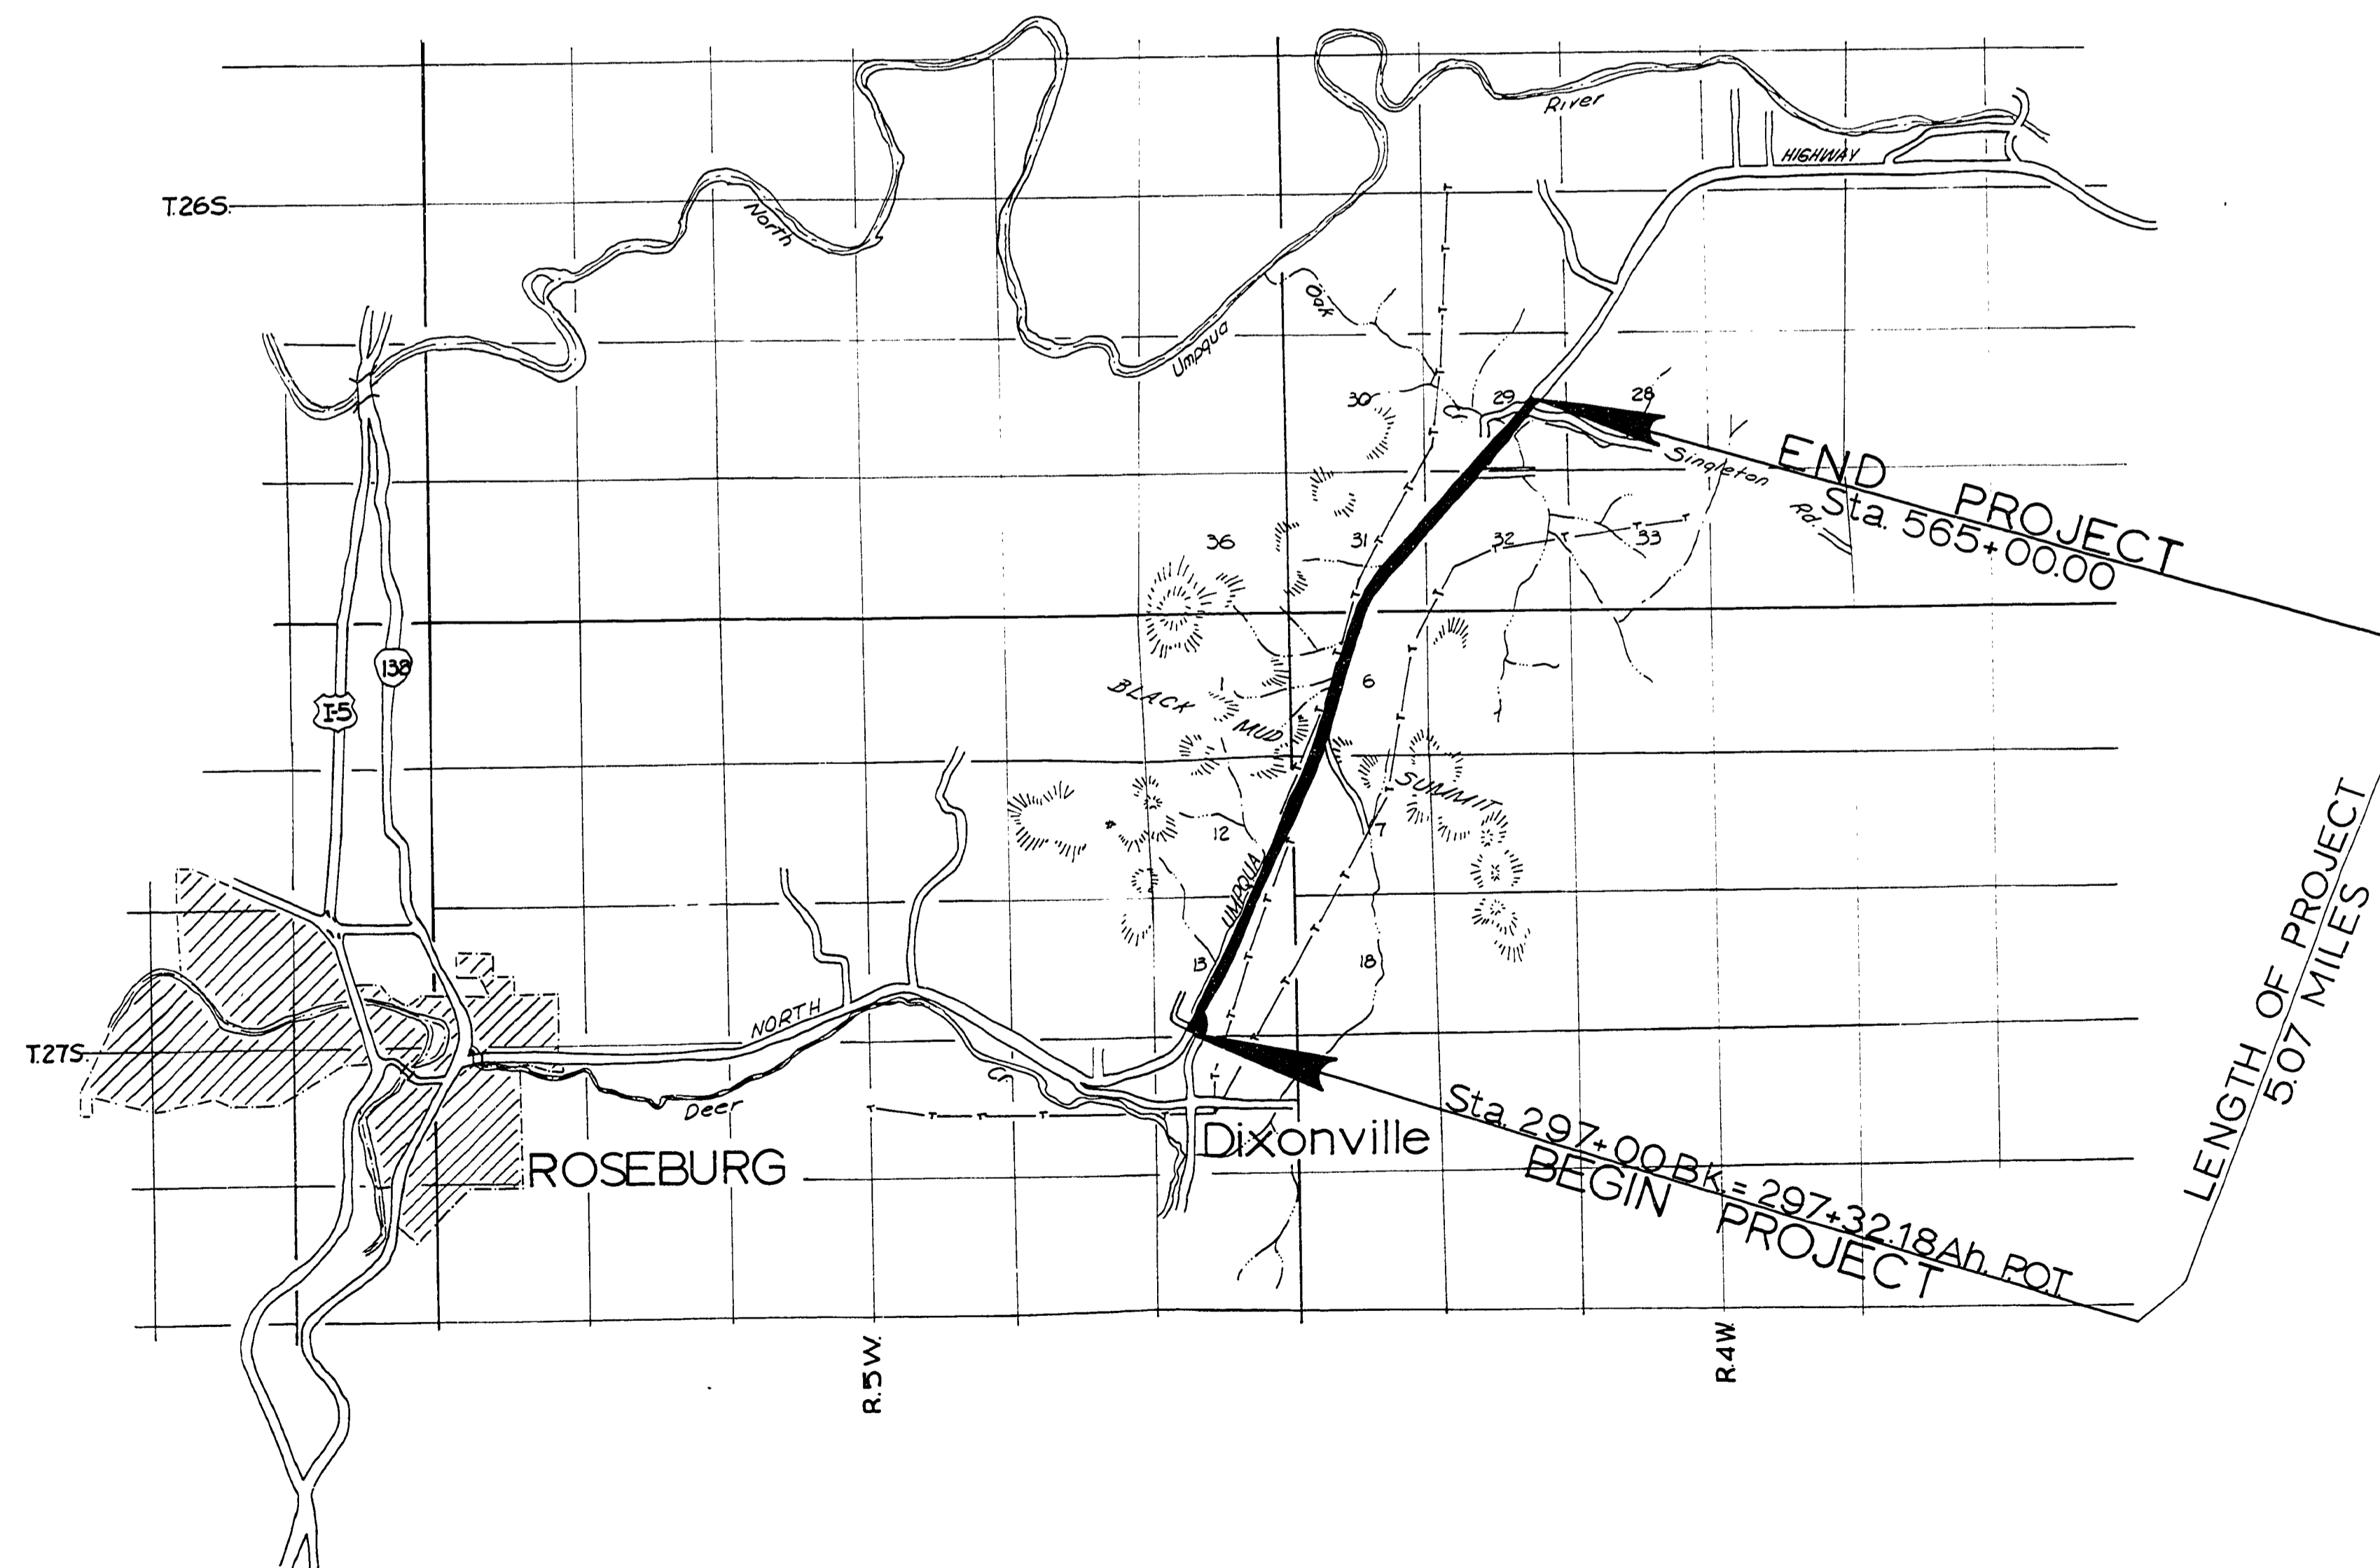 River
HIGHWAY
T.26S.
North
Oak
Umpqua
30
29
28
Singleton
Rd.
END PROJECT
Sta. 565+00.00
36
31
32
33
138
I-5
BLACK
1
MUD
6
SUMMIT
12
7
UMPQUA
13
18
NORTH
T.27S.
Deer
ROSEBURG
Dixonville
Sta. 297+00 Bk. = 297+32.18 Ah. P.O.T.
BEGIN PROJECT
LENGTH OF PROJECT
5.07 MILES
R.5W.
R.4W.